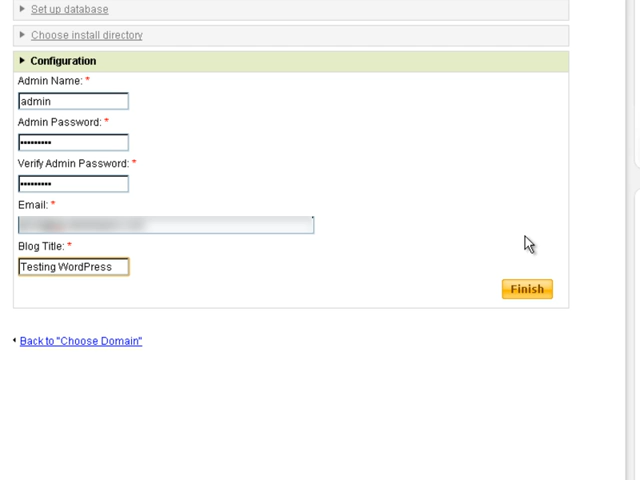 Set up database
Choose install directory
Configuration
Admin Name: *
admin
Admin Password: *
•••••••••
Verify Admin Password: *
•••••••••
Email: *
Blog Title: *
Testing WordPress
Finish
Back to "Choose Domain"